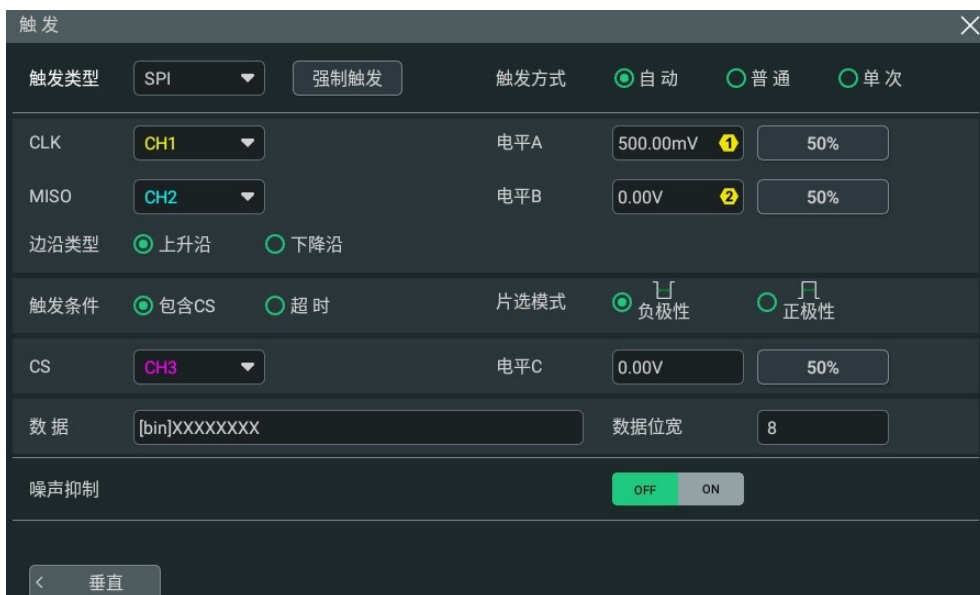 触发
触发类型 SPI 强制触发 触发方式 自动 普通 单次
CLK CH1 电平A 500.00mV 1 50%
MISO CH2 电平B 0.00V 2 50%
边沿类型 上升沿 下降沿
触发条件 包含CS 超时 片选模式 负极性 正极性
CS CH3 电平C 0.00V 50%
数据 [bin]XXXXXXXX 数据位宽 8
噪声抑制 OFF ON
垂直